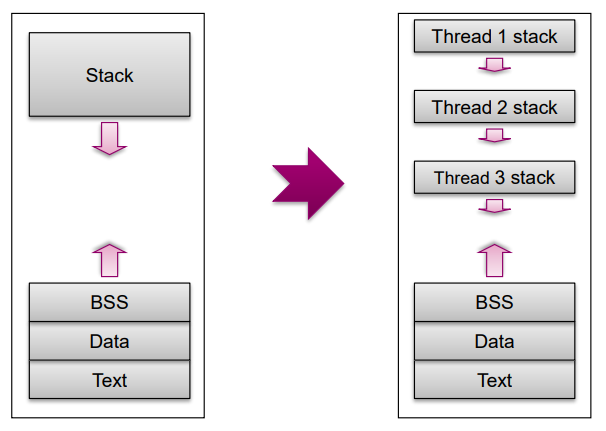 Stack
BSS
Data
Text
Thread 1 stack
Thread 2 stack
Thread 3 stack
BSS
Data
Text